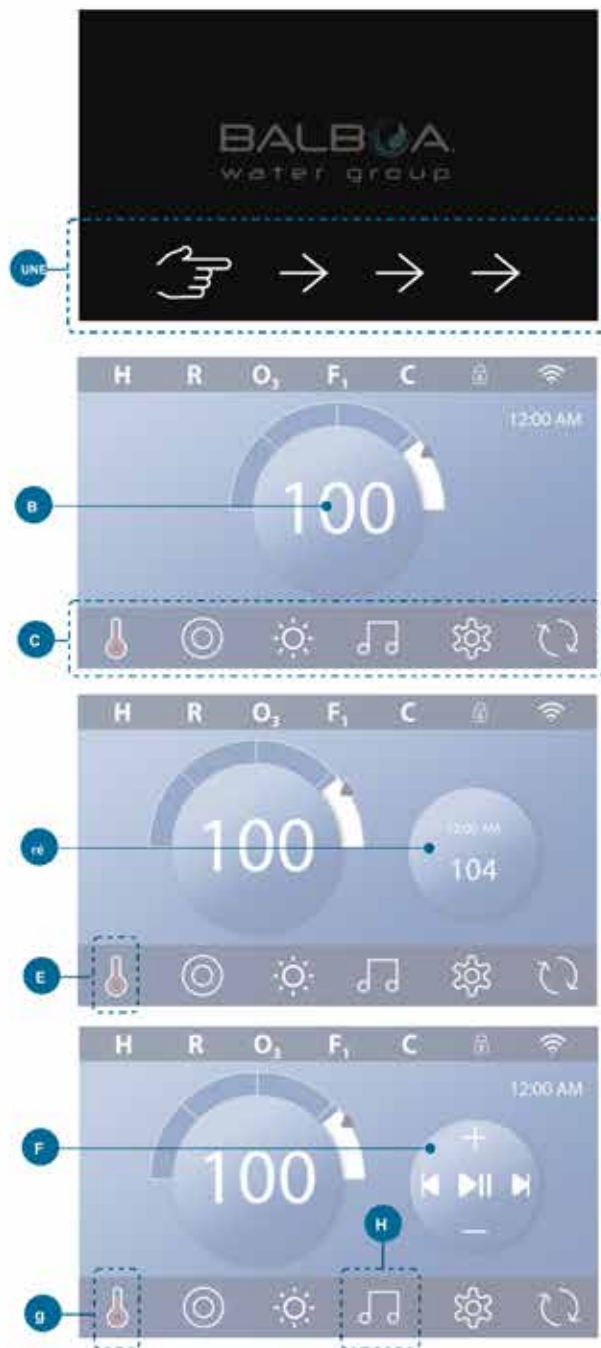 BALBOA
water group
UNE
H R O₃ F₁ C
12:00 AM
B
100
C
H R O₃ F₁ C
100
12:00 AM
ré
104
E
H R O₃ F₁ C
12:00 AM
F
100
H
g